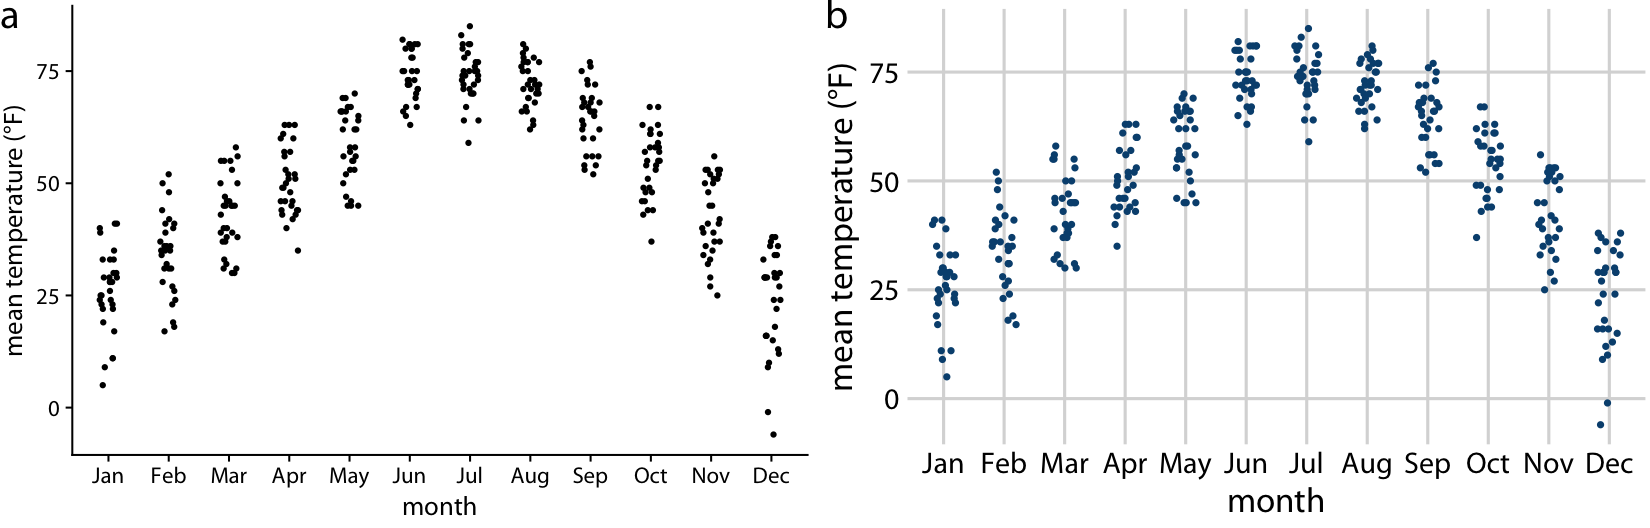 a
mean temperature (°F)
75
50
25
0
Jan Feb Mar Apr May Jun Jul Aug Sep Oct Nov Dec
month
b
mean temperature (°F)
75
50
25
0
Jan Feb Mar Apr May Jun Jul Aug Sep Oct Nov Dec
month